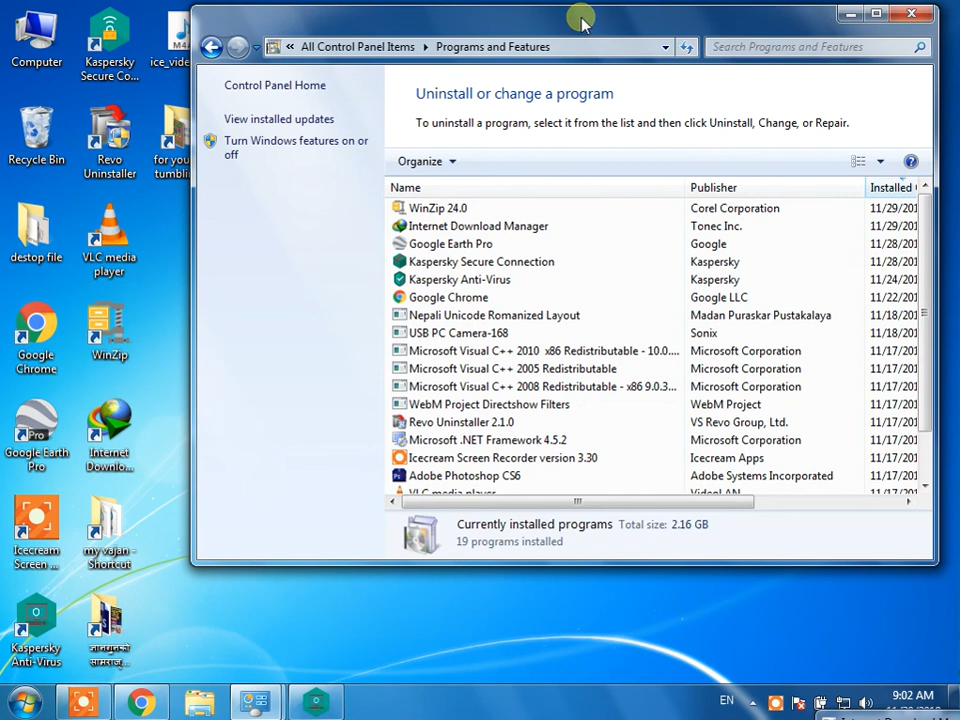 Computer
Kaspersky
Secure Co...
M4A
ice_vide
Recycle Bin
Revo
Uninstaller
for you
tumblin
destop file
VLC media
player
Google
Chrome
WinZip
Pro
Google Earth
Pro
Internet
Downlo...
Icecream
Screen ...
my vajan -
Shortcut
Kaspersky
Anti-Virus
All Control Panel Items
Programs and Features
Search Programs and Features
Control Panel Home
View installed updates
Turn Windows features on or
off
Uninstall or change a program
To uninstall a program, select it from the list and then click Uninstall, Change, or Repair.
Organize
Name Publisher Installed
WinZip 24.0 Corel Corporation 11/29/201
Internet Download Manager Tonec Inc. 11/29/201
Google Earth Pro Google 11/28/201
Kaspersky Secure Connection Kaspersky 11/28/201
Kaspersky Anti-Virus Kaspersky 11/24/201
Google Chrome Google LLC 11/22/201
Nepali Unicode Romanized Layout Madan Puraskar Pustakalaya 11/18/201
USB PC Camera-168 Sonix 11/18/201
Microsoft Visual C++ 2010 x86 Redistributable - 10.0.... Microsoft Corporation 11/17/201
Microsoft Visual C++ 2005 Redistributable Microsoft Corporation 11/17/201
Microsoft Visual C++ 2008 Redistributable - x86 9.0.3... Microsoft Corporation 11/17/201
WebM Project Directshow Filters WebM Project 11/17/201
Revo Uninstaller 2.1.0 VS Revo Group, Ltd. 11/17/201
Microsoft .NET Framework 4.5.2 Microsoft Corporation 11/17/201
Icecream Screen Recorder version 3.30 Icecream Apps 11/17/201
Adobe Photoshop CS6 Adobe Systems Incorporated 11/17/201
VLC media player VideoLAN 11/17/201
Currently installed programs Total size: 2.16 GB
19 programs installed
EN
9:02 AM